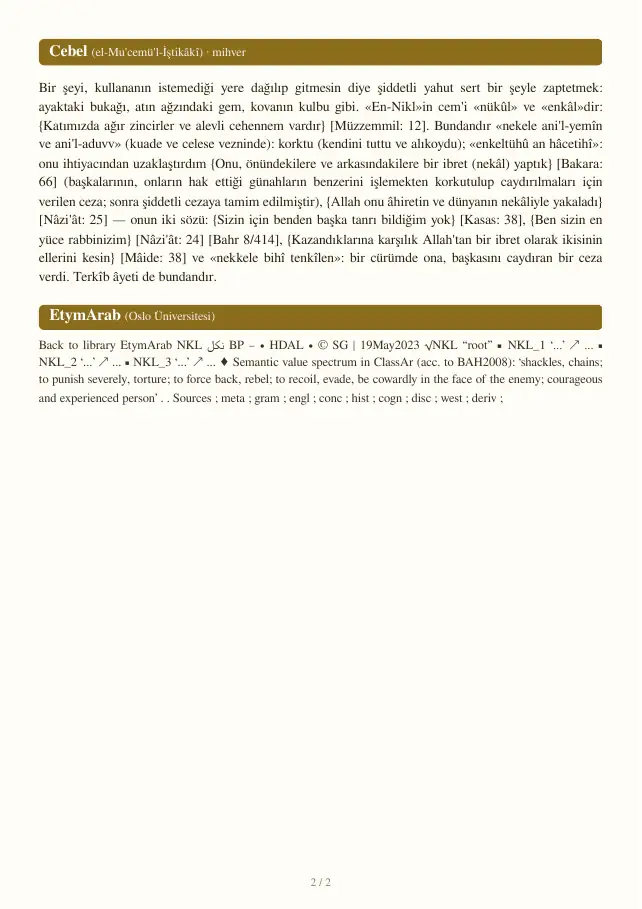 Cebel (el-Mu'cemü'l-İştikâkî) · mihver
Bir şeyi, kullananın istemediği yere dağılıp gitmesin diye şiddetli yahut sert bir şeyle zaptetmek:
ayaktaki bukağı, atın ağzındaki gem, kovanın kulbu gibi. «En-Nikl»in cem'i «nükûl» ve «enkâl»dir:
{Katımızda ağır zincirler ve alevli cehennem vardır} [Müzzemmil: 12]. Bundandır «nekele ani'l-yemîn
ve ani'l-aduvv» (kuade ve celese vezninde): korktu (kendini tuttu ve alıkoydu); «enkeltühû an hâcetihî»:
onu ihtiyacından uzaklaştırdım {Onu, önündekilere ve arkasındakilere bir ibret (nekâl) yaptık} [Bakara:
66] (başkalarının, onların hak ettiği günahların benzerini işlemekten korkutulup caydırılmaları için
verilen ceza; sonra şiddetli cezaya tamim edilmiştir), {Allah onu âhiretin ve dünyanın nekâliyle yakaladı}
[Nâzi'ât: 25] — onun iki sözü: {Sizin için benden başka tanrı bildiğim yok} [Kasas: 38], {Ben sizin en
yüce rabbinizim} [Nâzi'ât: 24] [Bahr 8/414], {Kazandıklarına karşılık Allah'tan bir ibret olarak ikisinin
ellerini kesin} [Mâide: 38] ve «nekkele bihî tenkîlen»: bir cürümde ona, başkasını caydıran bir ceza
verdi. Terkîb âyeti de bundandır.
EtymArab (Oslo Üniversitesi)
Back to library EtymArab NKL نكل BP – • HDAL • © SG | 19May2023 √NKL “root” ▪ NKL_1 ‘...’ ↗ ... ▪
NKL_2 ‘...’ ↗ ... ▪ NKL_3 ‘...’ ↗ ... ♦ Semantic value spectrum in ClassAr (acc. to BAH2008): ‘shackles, chains;
to punish severely, torture; to force back, rebel; to recoil, evade, be cowardly in the face of the enemy; courageous
and experienced person’ . . Sources ; meta ; gram ; engl ; conc ; hist ; cogn ; disc ; west ; deriv ;
2 / 2